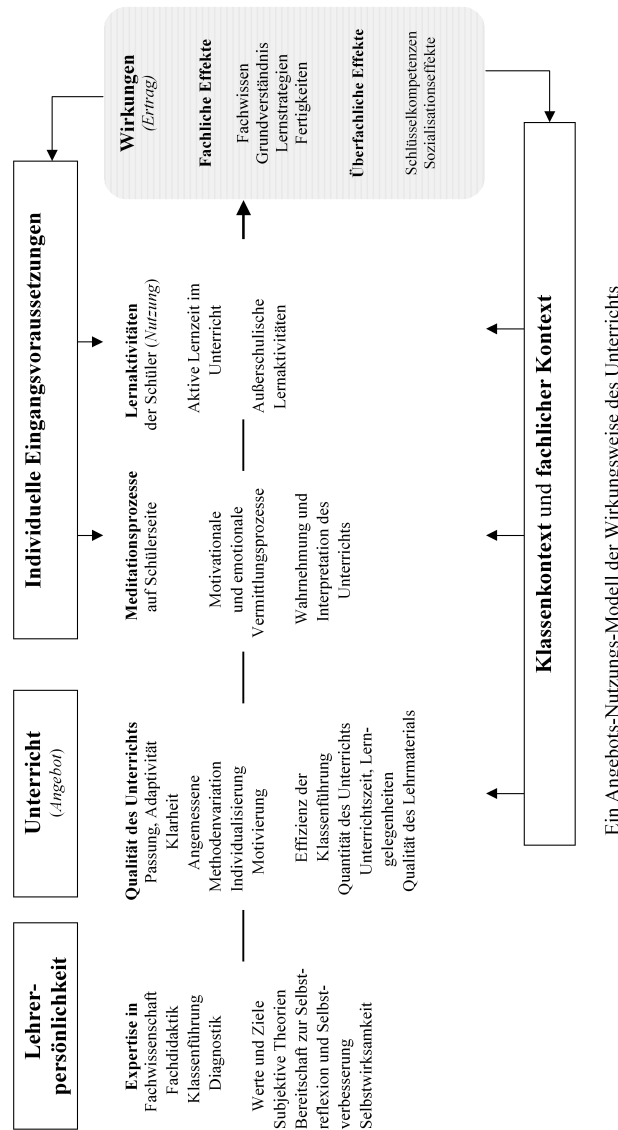 Lehrer-
persönlichkeit
Expertise in
Fachwissenschaft
Fachdidaktik
Klassenführung
Diagnostik
Werte und Ziele
Subjektive Theorien
Bereitschaft zur Selbst-
reflexion und Selbst-
verbesserung
Selbstwirksamkeit
Unterricht
(Angebot)
Qualität des Unterrichts
Passung, Adaptivität
Klarheit
Angemessene
Methodenvariation
Individualisierung
Motivierung
Effizienz der
Klassenführung
Quantität des Unterrichts
Unterrichtszeit, Lern-
gelegenheiten
Qualität des Lehrmaterials
Individuelle Eingangsvoraussetzungen
Meditationsprozesse
auf Schülerseite
Motivationale
und emotionale
Vermittlungsprozesse
Wahrnehmung und
Interpretation des
Unterrichts
Lernaktivitäten
der Schüler (Nutzung)
Aktive Lernzeit im
Unterricht
Außerschulische
Lernaktivitäten
Wirkungen
(Ertrag)
Fachliche Effekte
Fachwissen
Grundverständnis
Lernstrategien
Fertigkeiten
Überfachliche Effekte
Schlüsselkompetenzen
Sozialisationseffekte
Klassenkontext und fachlicher Kontext
Ein Angebots-Nutzungs-Modell der Wirkungsweise des Unterrichts